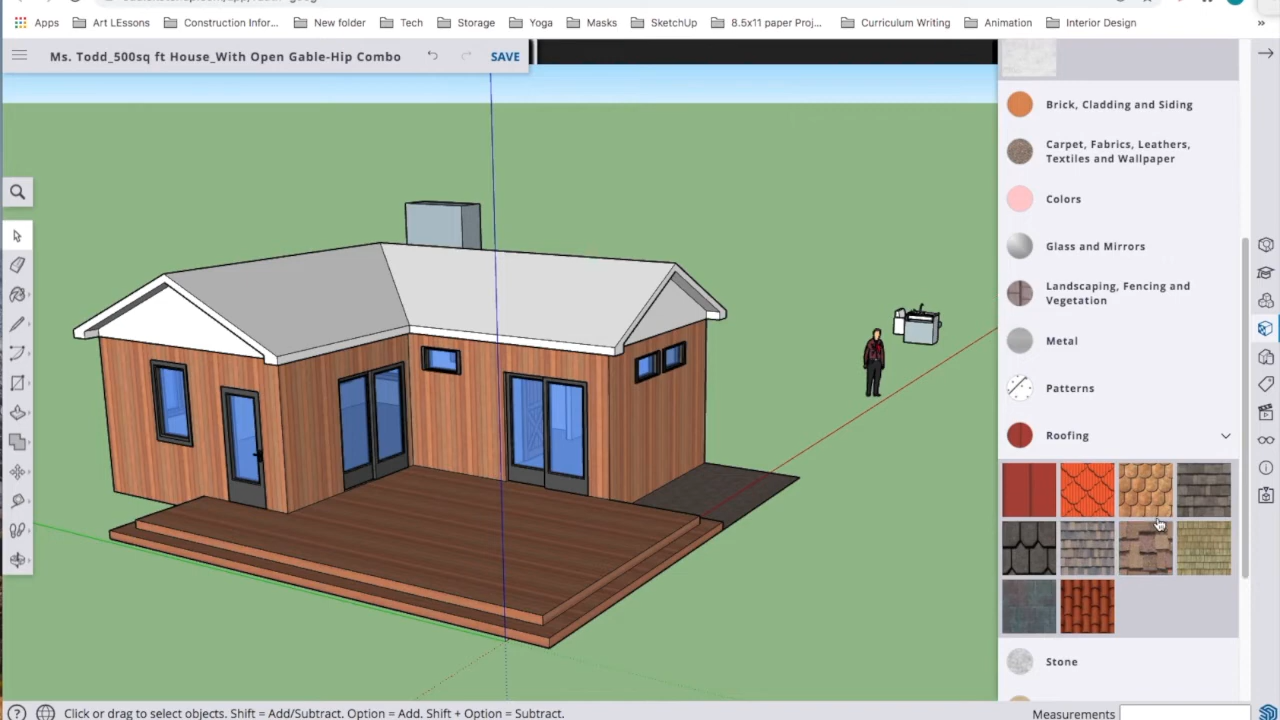 Apps Art LEssons Construction Infor... New folder Tech Storage Yoga Masks SketchUp 8.5x11 paper Proj... Curriculum Writing Animation Interior Design »
Ms. Todd_500sq ft House_With Open Gable-Hip Combo SAVE
Brick, Cladding and Siding
Carpet, Fabrics, Leathers,
Textiles and Wallpaper
Colors
Glass and Mirrors
Landscaping, Fencing and
Vegetation
Metal
Patterns
Roofing
Stone
Click or drag to select objects. Shift = Add/Subtract. Option = Add. Shift + Option = Subtract.
Measurements